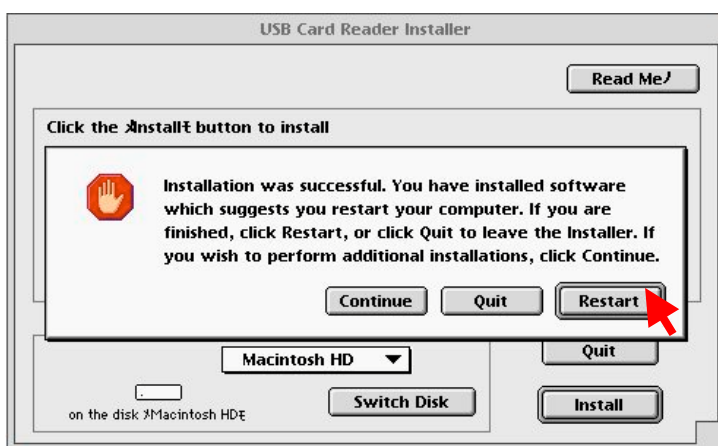 USB Card Reader Installer
Read Me
Click the Install button to install
Installation was successful. You have installed software
which suggests you restart your computer. If you are
finished, click Restart, or click Quit to leave the Installer. If
you wish to perform additional installations, click Continue.
Continue Quit Restart
Macintosh HD
Quit
on the disk Macintosh HD
Switch Disk
Install